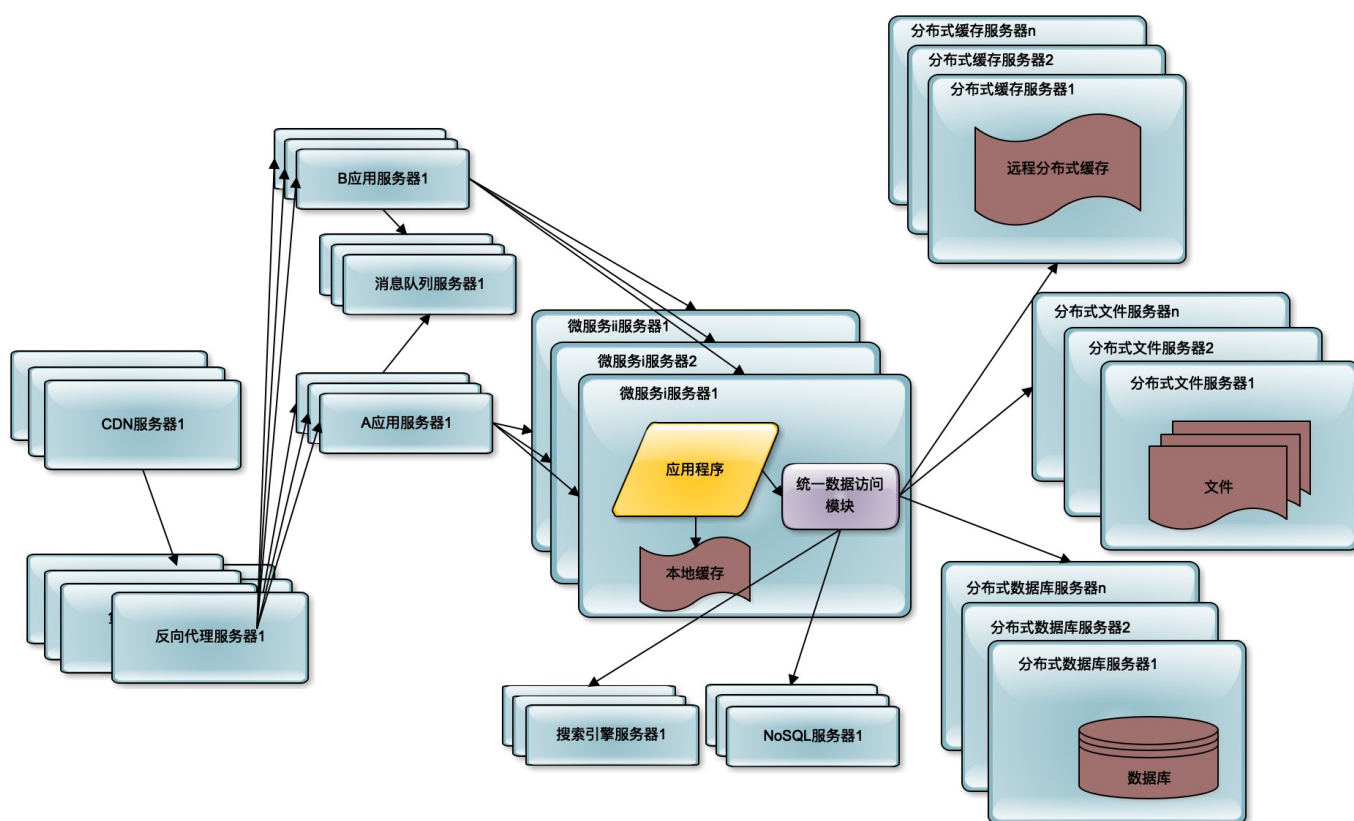 分布式缓存服务器n
分布式缓存服务器2
分布式缓存服务器1
远程分布式缓存
B应用服务器1
消息队列服务器1
A应用服务器1
CDN服务器1
反向代理服务器1
微服务ii服务器1
微服务i服务器2
微服务i服务器1
应用程序
统一数据访问
模块
本地缓存
分布式文件服务器n
分布式文件服务器2
分布式文件服务器1
文件
分布式数据库服务器n
分布式数据库服务器2
分布式数据库服务器1
数据库
搜索引擎服务器1
NoSQL服务器1